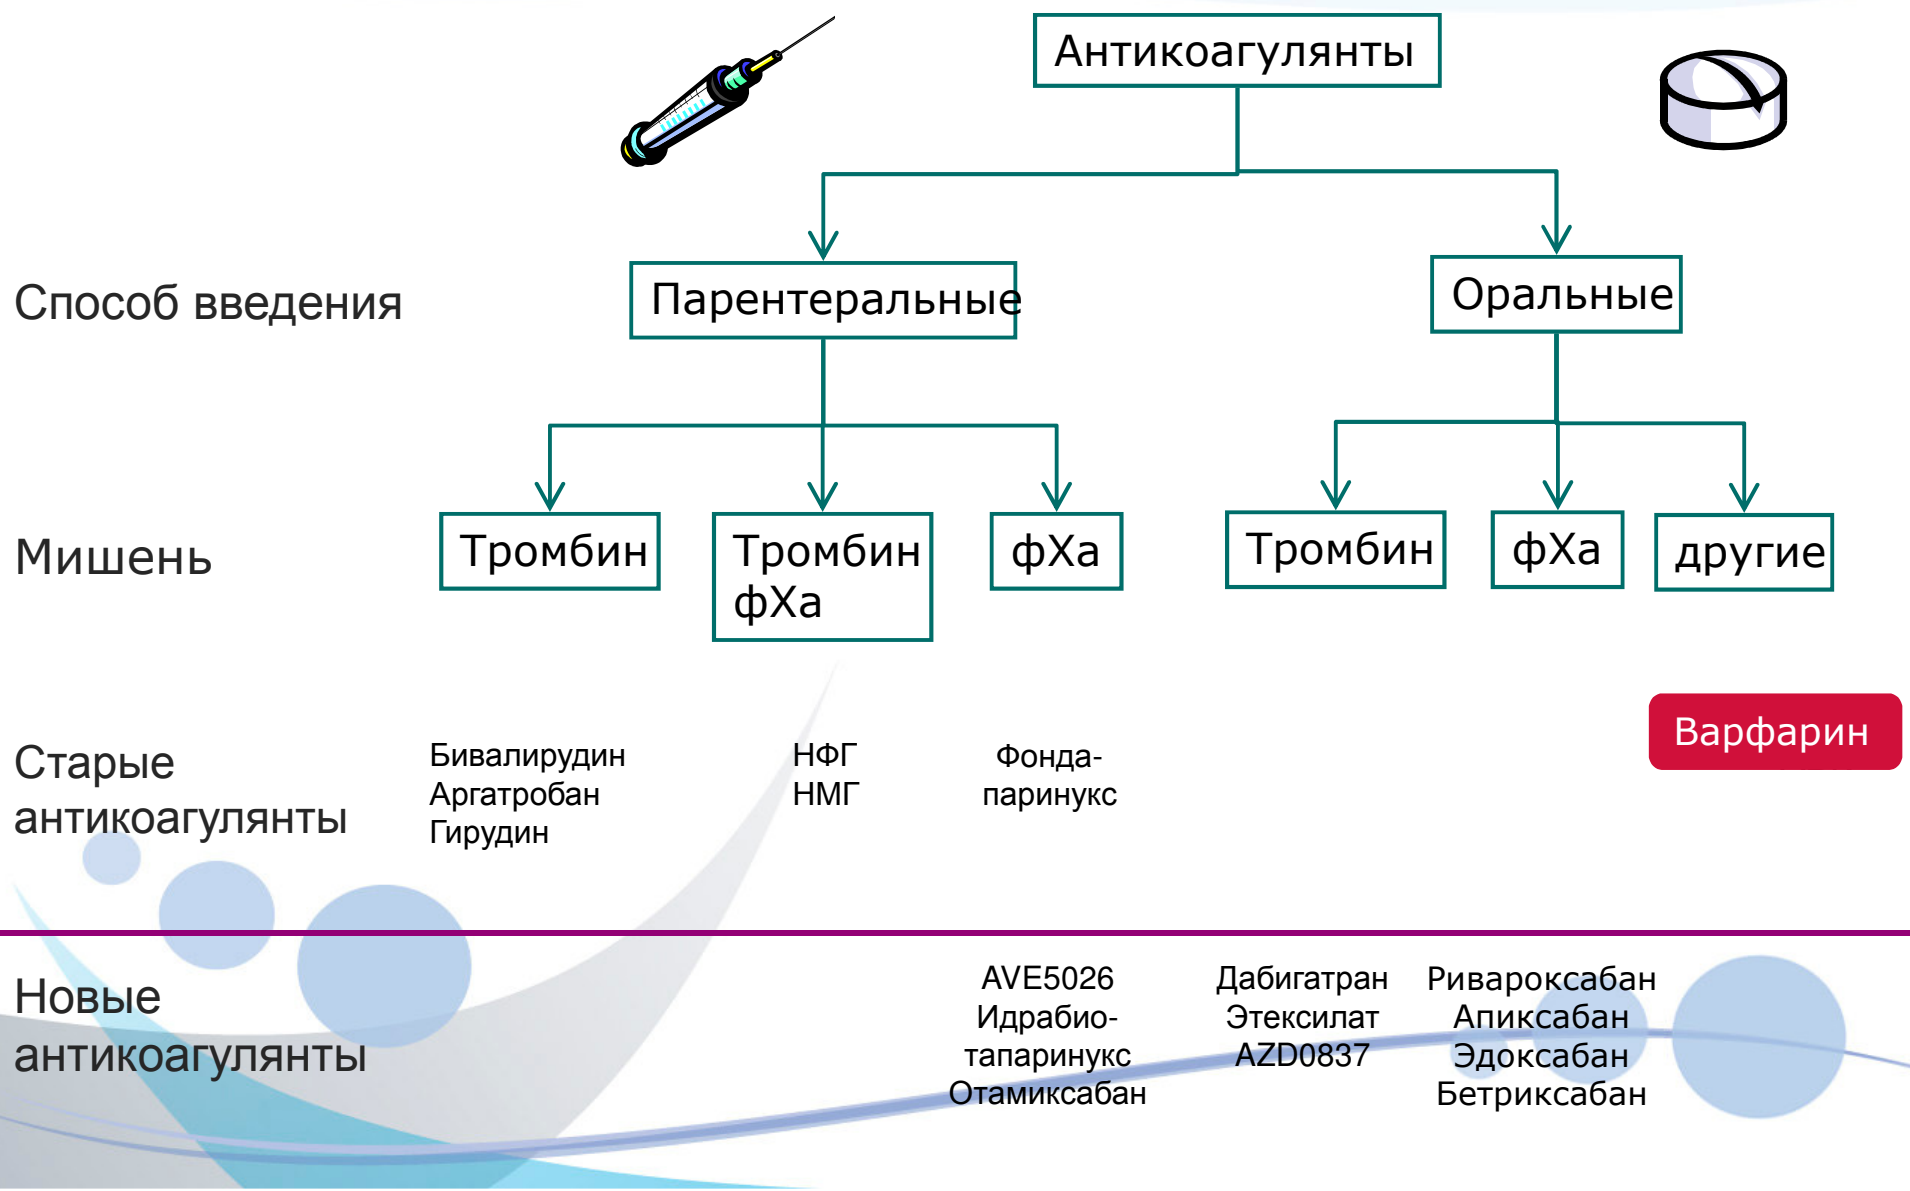 Антикоагулянты
Способ введения
Парентеральные
Оральные
Мишень
Тромбин
Тромбин
фХа
фХа
Тромбин
фХа
другие
Старые
антикоагулянты
Бивалирудин
Аргатробан
Гирудин
НФГ
НМГ
Фонда-
паринукс
Варфарин
Новые
антикоагулянты
AVE5026
Идрабио-
тапаринукс
Отамиксабан
Дабигатран
Этексилат
AZD0837
Ривароксабан
Апиксабан
Эдоксабан
Бетриксабан